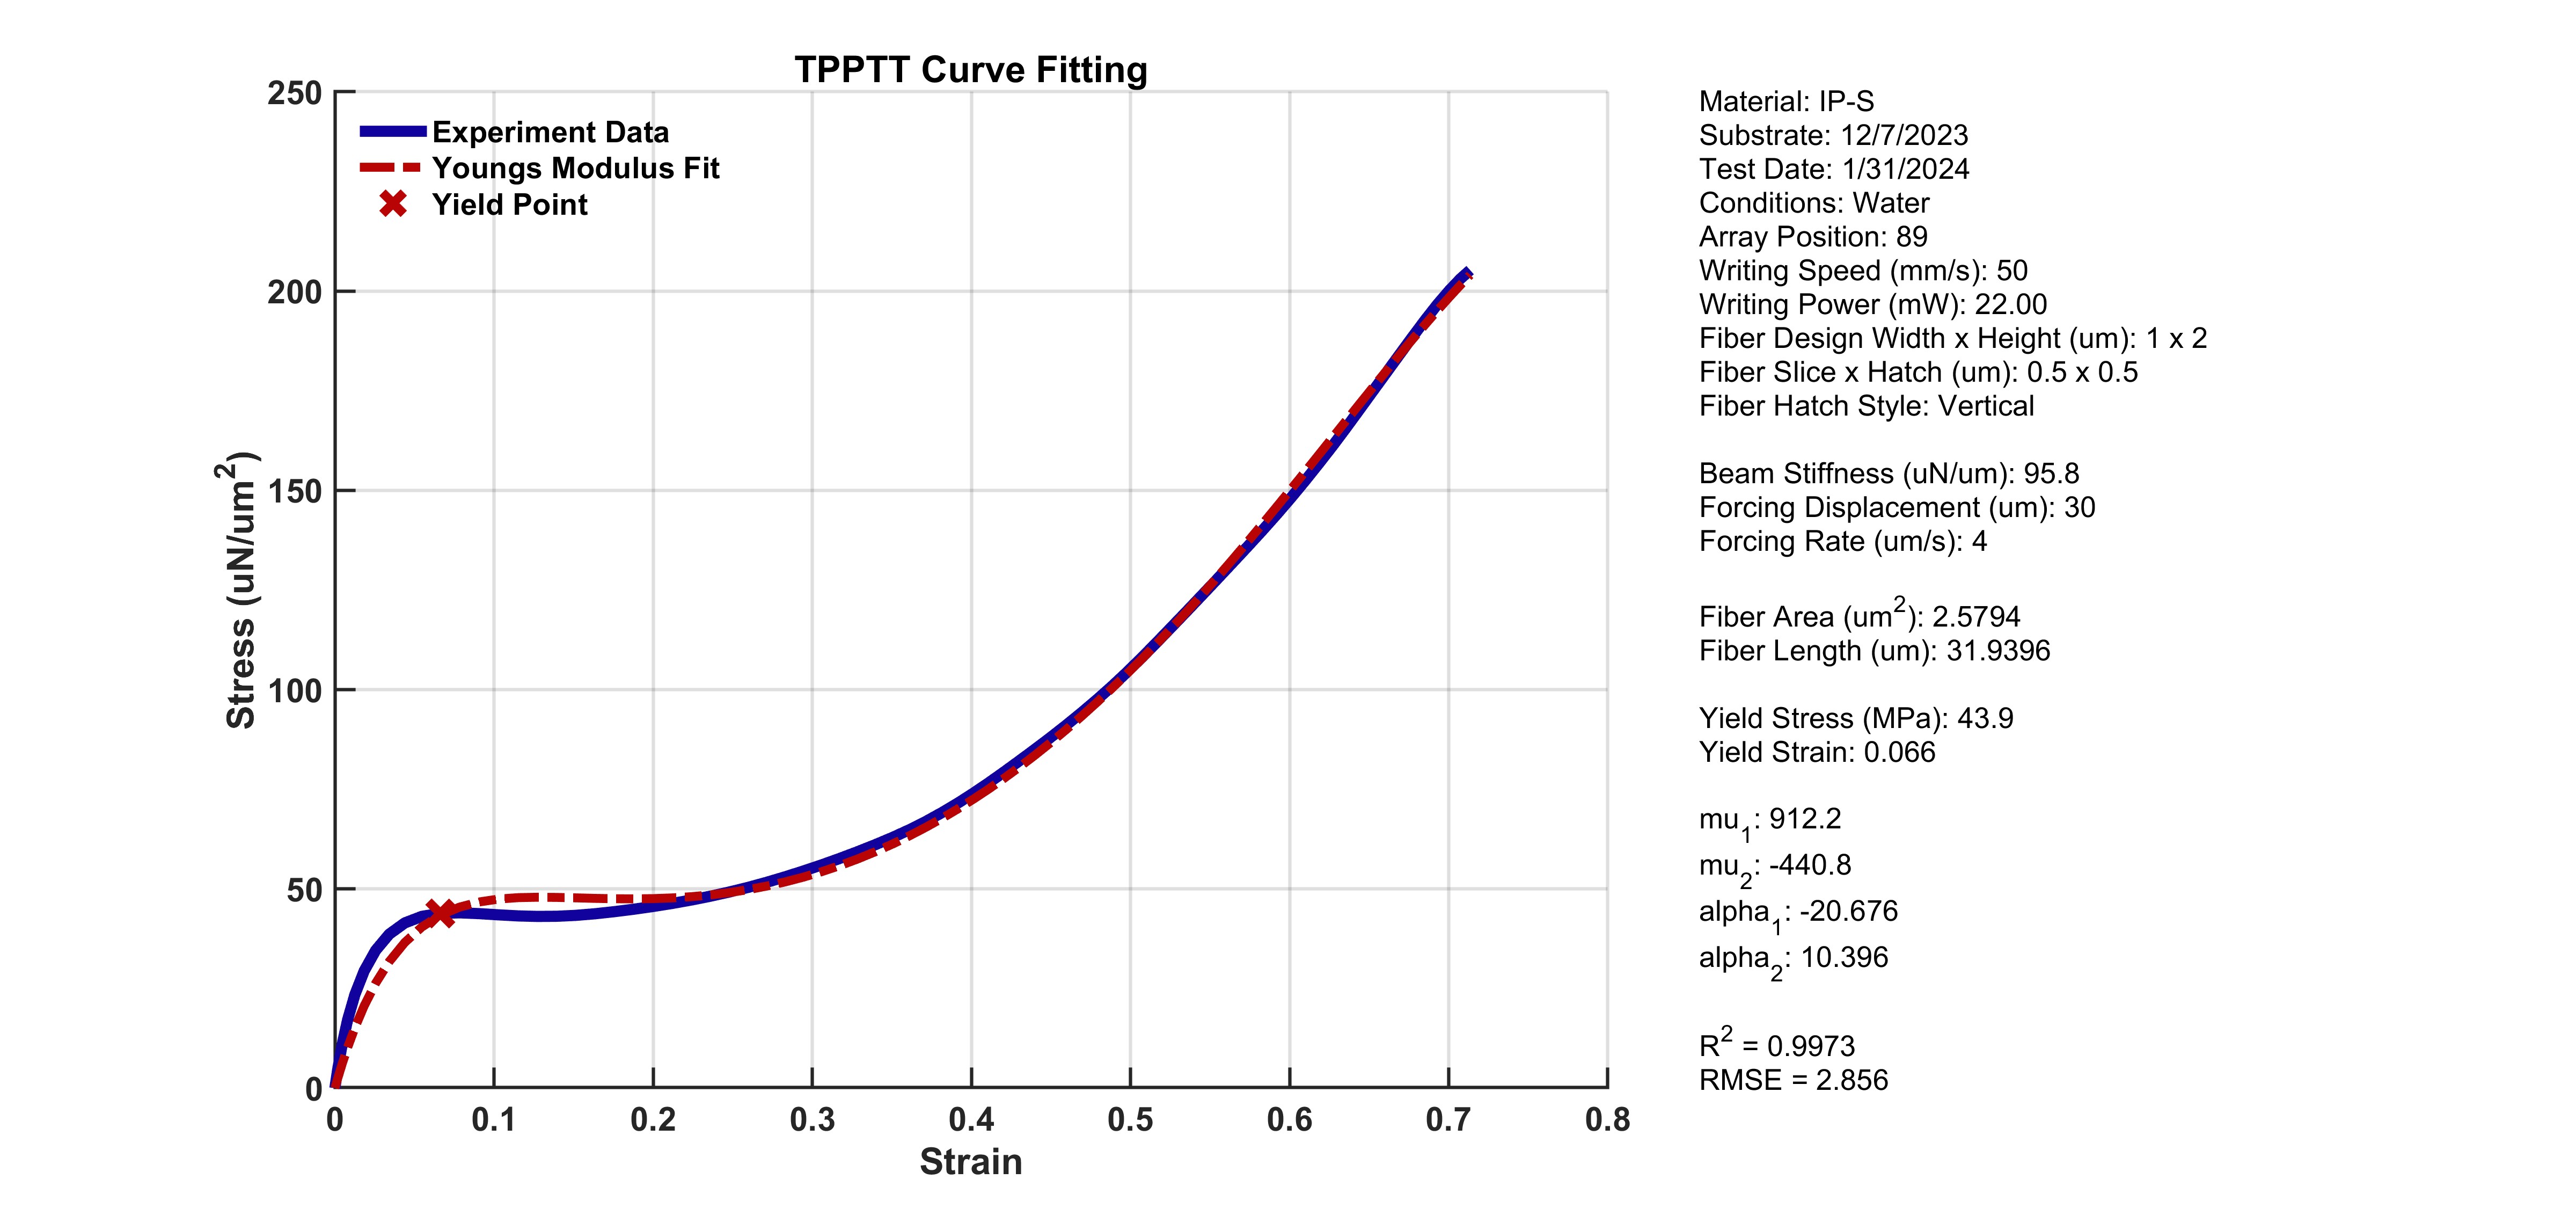 TPPTT Curve Fitting
250
200
150
100
50
0
Stress (uN/um2)
Experiment Data
Youngs Modulus Fit
Yield Point
0 0.1 0.2 0.3 0.4 0.5 0.6 0.7 0.8
Strain
Material: IP-S
Substrate: 12/7/2023
Test Date: 1/31/2024
Conditions: Water
Array Position: 89
Writing Speed (mm/s): 50
Writing Power (mW): 22.00
Fiber Design Width x Height (um): 1 x 2
Fiber Slice x Hatch (um): 0.5 x 0.5
Fiber Hatch Style: Vertical
Beam Stiffness (uN/um): 95.8
Forcing Displacement (um): 30
Forcing Rate (um/s): 4
Fiber Area (um2): 2.5794
Fiber Length (um): 31.9396
Yield Stress (MPa): 43.9
Yield Strain: 0.066
mu1: 912.2
mu2: -440.8
alpha1: -20.676
alpha2: 10.396
R2 = 0.9973
RMSE = 2.856